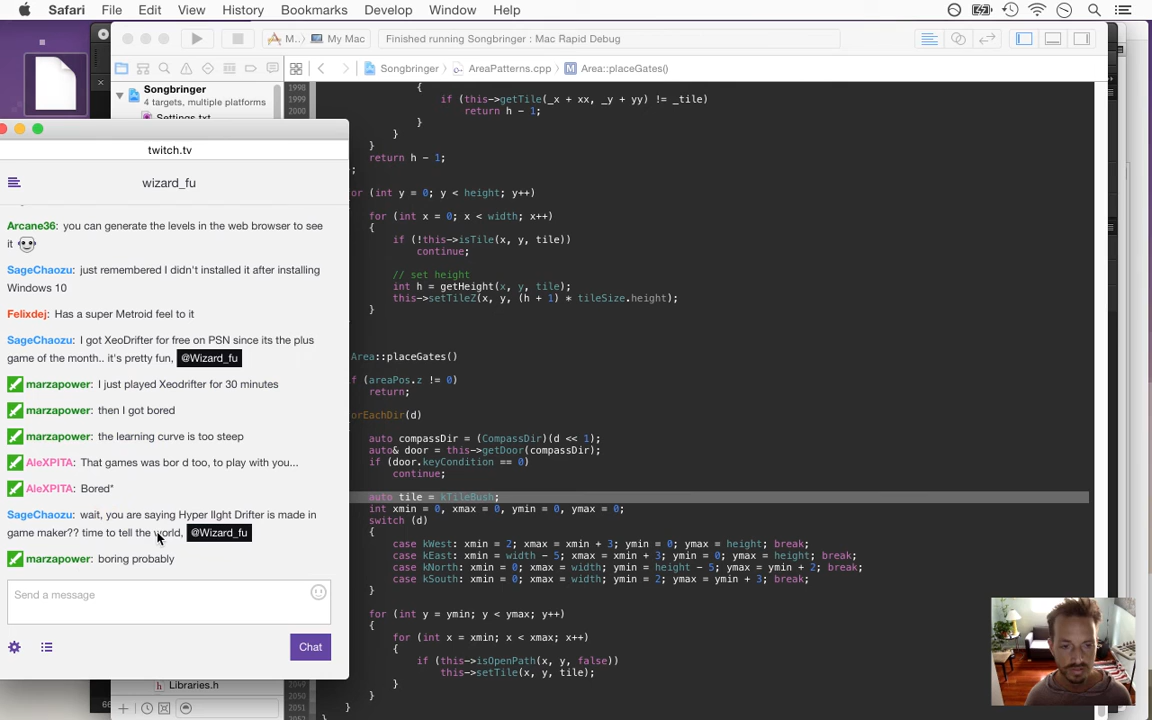 Safari File Edit View History Bookmarks Develop Window Help
M... My Mac Finished running Songbringer : Mac Rapid Debug
Songbringer AreaPatterns.cpp Area::placeGates()
Songbringer
4 targets, multiple platforms
Settings.txt
twitch.tv
wizard_fu
Arcane36: you can generate the levels in the web browser to see
it
SageChaozu: just remembered I didn't installed it after installing
Windows 10
Felixdej: Has a super Metroid feel to it
SageChaozu: I got XeoDrifter for free on PSN since its the plus
game of the month.. it's pretty fun, @Wizard_fu
marzapower: I just played Xeodrifter for 30 minutes
marzapower: then I got bored
marzapower: the learning curve is too steep
AleXPITA: That games was bor d too, to play with you...
AleXPITA: Bored*
SageChaozu: wait, you are saying Hyper lIght Drifter is made in
game maker?? time to tell the world, @Wizard_fu
marzapower: boring probably
Send a message
Chat
Libraries.h
1998 {
1999 if (this->getTile(_x + xx, _y + yy) != _tile)
2000 return h - 1;
}
}
return h - 1;
;
or (int y = 0; y < height; y++)
for (int x = 0; x < width; x++)
{
if (!this->isTile(x, y, tile))
continue;
// set height
int h = getHeight(x, y, tile);
this->setTileZ(x, y, (h + 1) * tileSize.height);
}
Area::placeGates()
f (areaPos.z != 0)
return;
orEachDir(d)
auto compassDir = (CompassDir)(d << 1);
auto& door = this->getDoor(compassDir);
if (door.keyCondition == 0)
continue;
auto tile = kTileBush;
int xmin = 0, xmax = 0, ymin = 0, ymax = 0;
switch (d)
{
case kWest: xmin = 2; xmax = xmin + 3; ymin = 0; ymax = height; break;
case kEast: xmin = width - 5; xmax = xmin + 3; ymin = 0; ymax = height; break;
case kNorth: xmin = 0; xmax = width; ymin = height - 5; ymax = ymin + 2; break;
case kSouth: xmin = 0; xmax = width; ymin = 2; ymax = ymin + 3; break;
}
for (int y = ymin; y < ymax; y++)
{
for (int x = xmin; x < xmax; x++)
{
if (this->isOpenPath(x, y, false))
this->setTile(x, y, tile);
}
}
}